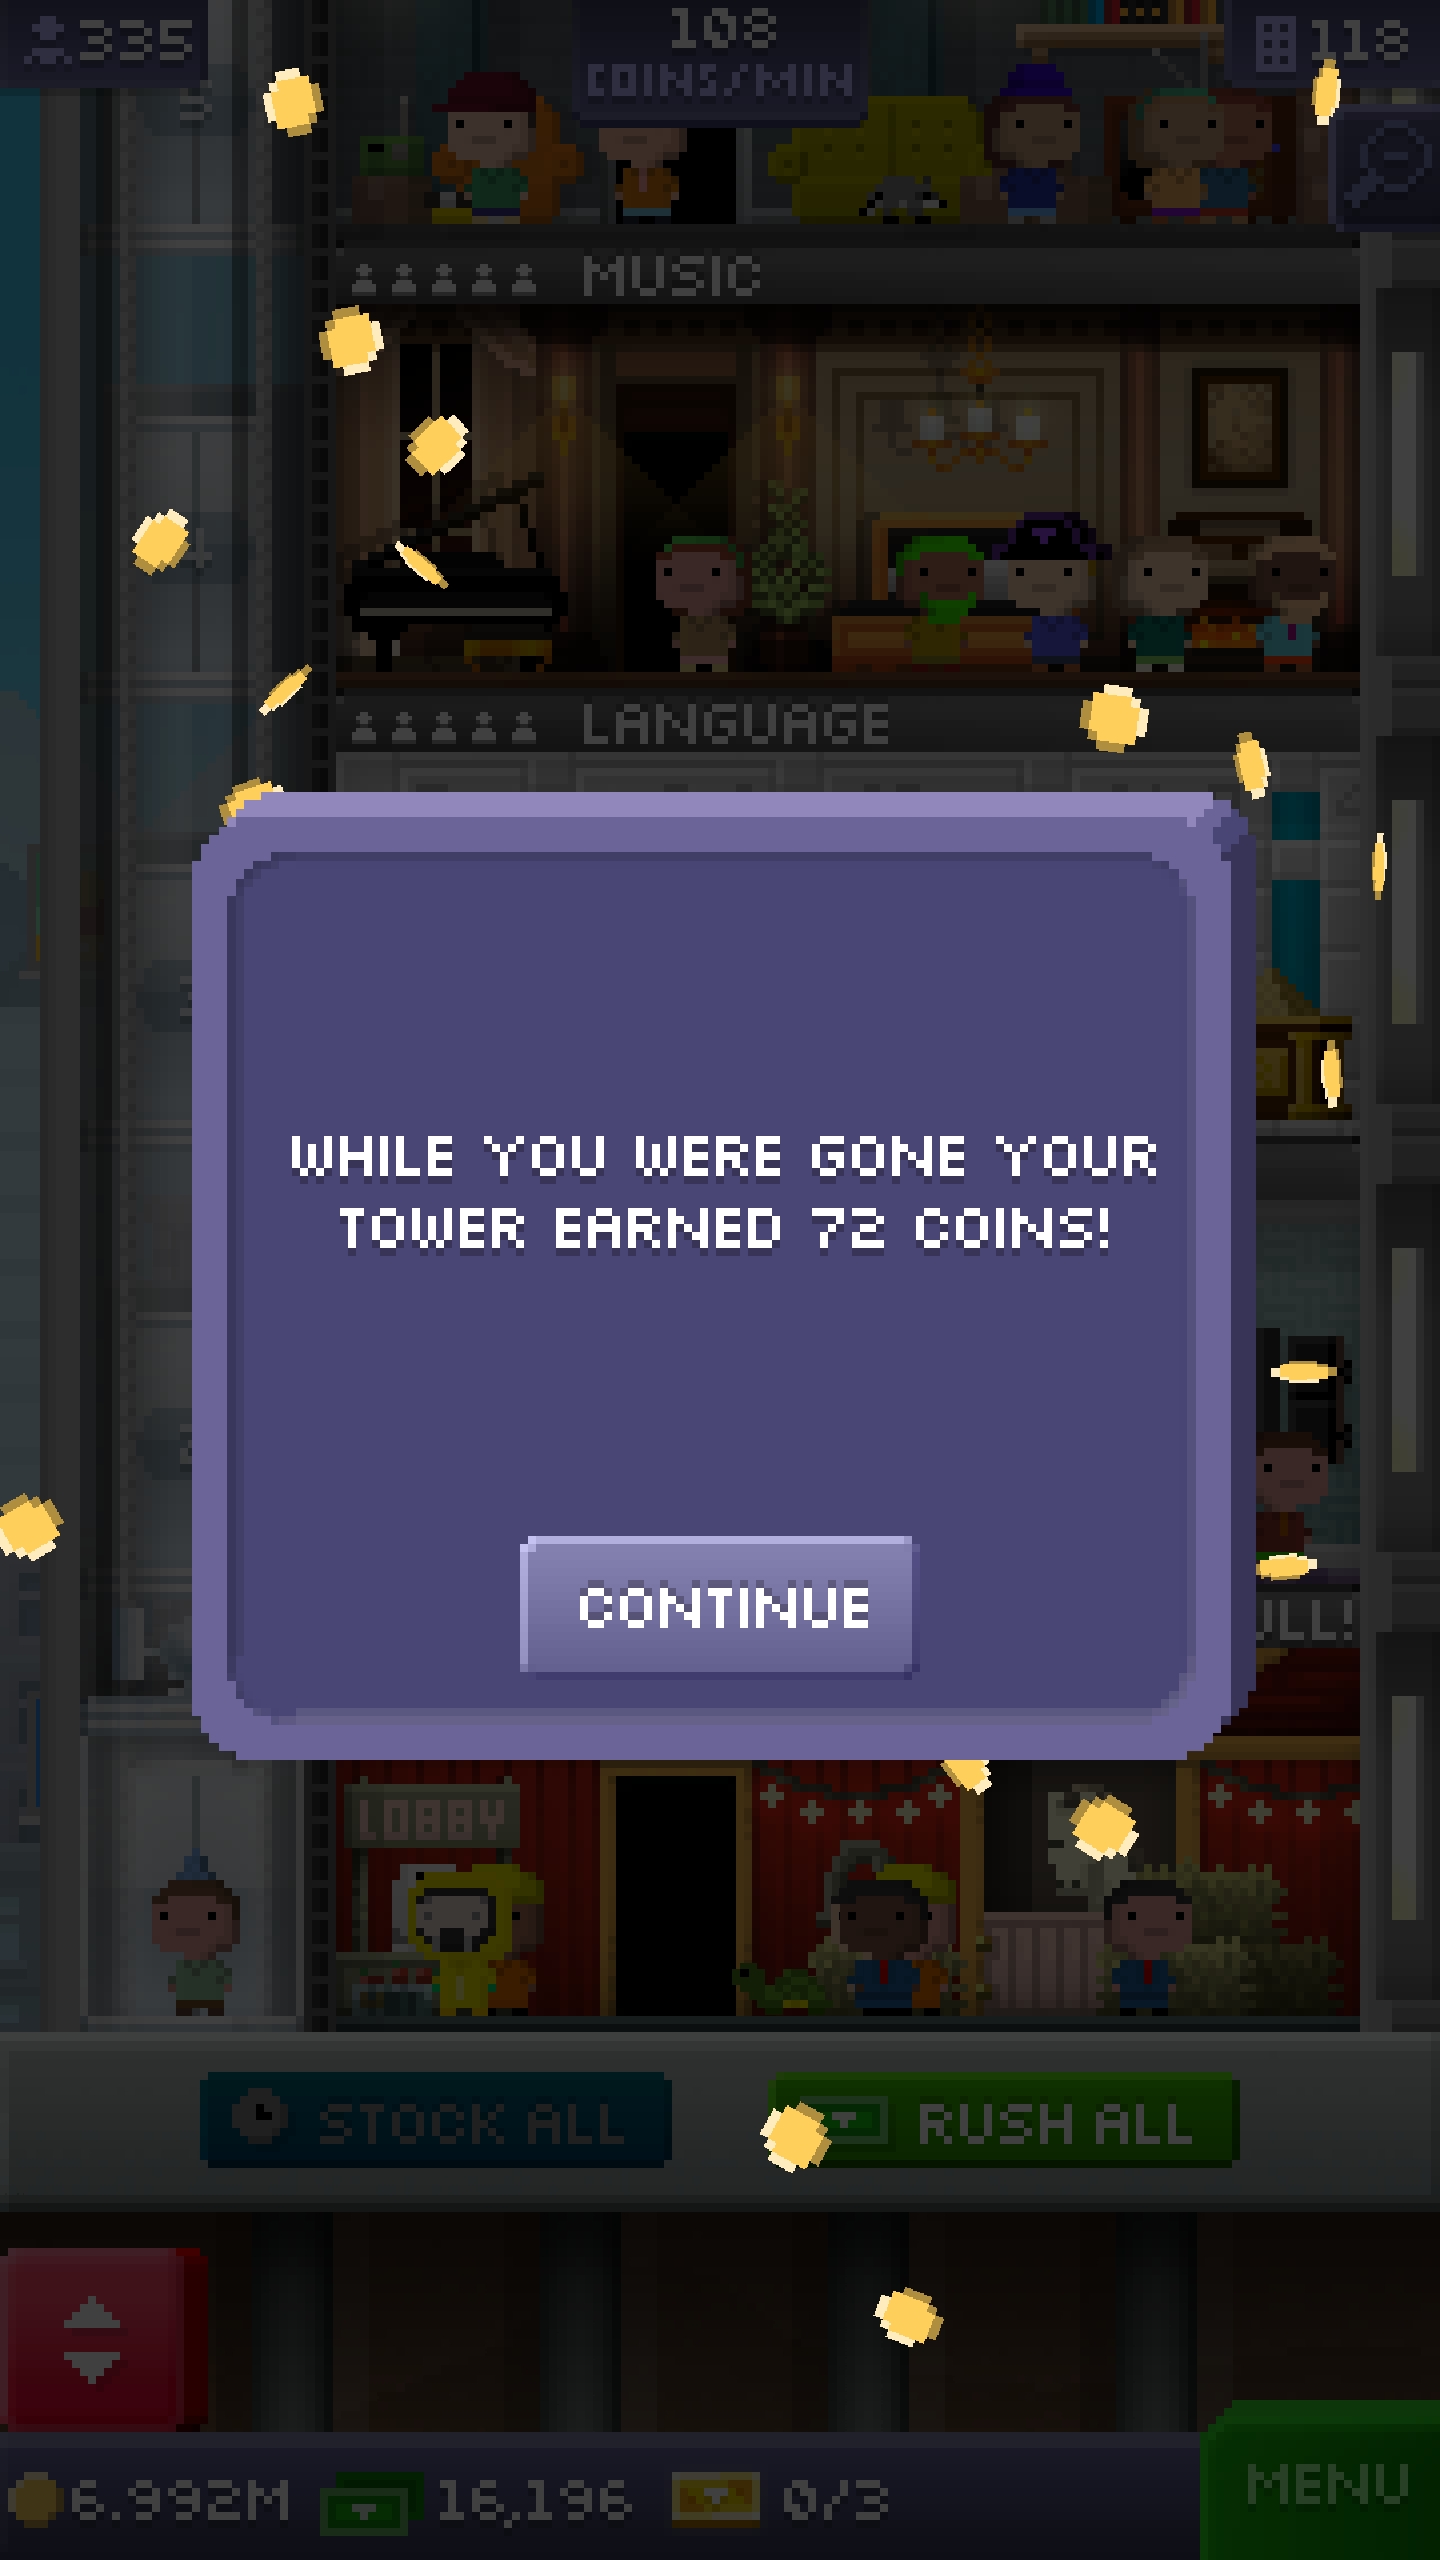 335
108
COINS/MIN
118
MUSIC
LANGUAGE
WHILE YOU WERE GONE YOUR
TOWER EARNED 72 COINS!
CONTINUE
LOBBY
STOCK ALL
RUSH ALL
6.992M
16,196
0/3
MENU